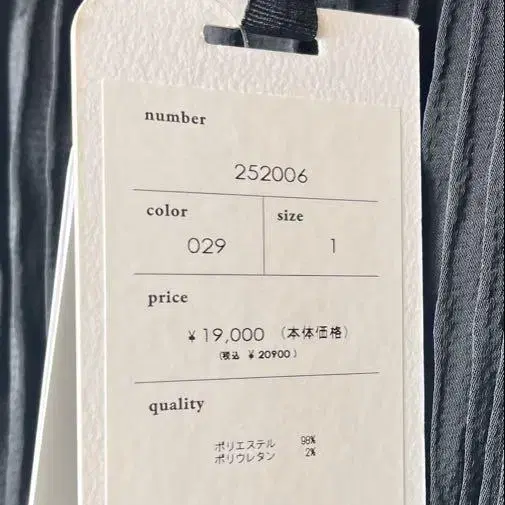 number
252006
color
size
029
1
price
¥19,000 (本体価格)
(税込 ¥20900)
quality
ポリエステル 98%
ポリウレタン 2%